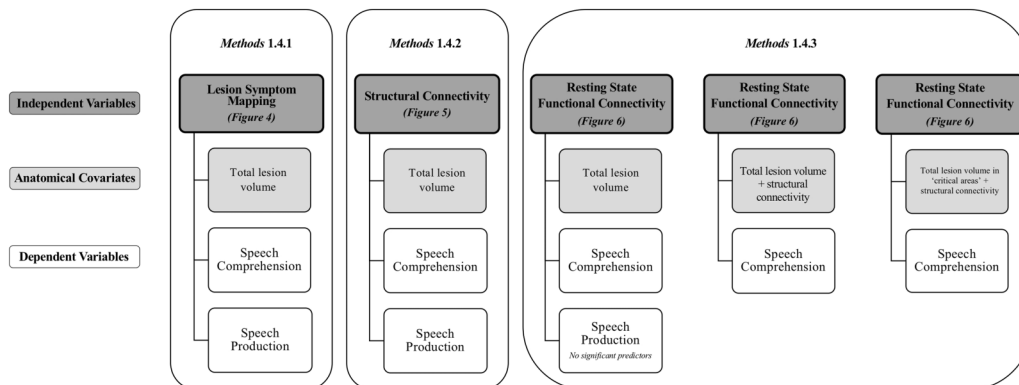 Methods 1.4.1
Methods 1.4.2
Methods 1.4.3
Independent Variables
Lesion Symptom
Mapping
(Figure 4)
Structural Connectivity
(Figure 5)
Resting State
Functional Connectivity
(Figure 6)
Resting State
Functional Connectivity
(Figure 6)
Resting State
Functional Connectivity
(Figure 6)
Anatomical Covariates
Total lesion
volume
Total lesion
volume
Total lesion
volume
Total lesion volume
+ structural
connectivity
Total lesion volume in
'critical areas' +
structural connectivity
Dependent Variables
Speech
Comprehension
Speech
Comprehension
Speech
Comprehension
Speech
Comprehension
Speech
Comprehension
Speech
Production
Speech
Production
Speech
Production
No significant predictors